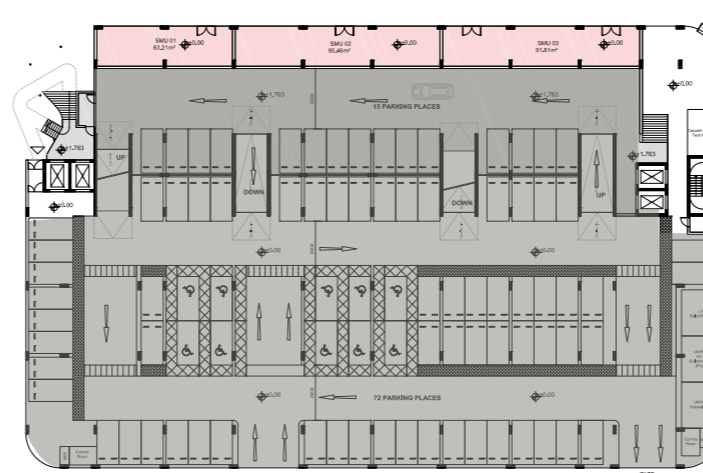 SMU 01
63,21m²
±0,00
SMU 02
95,46m²
±0,00
SMU 03
91,81m²
±0,00
±0,00
+1,763
+1,763
15 PARKING PLACES
+1,763
+1,763
UP
DOWN
DOWN
UP
±0,00
±0,00
±0,00
±0,00
±0,00
72 PARKING PLACES
±0,00
Comms
Room